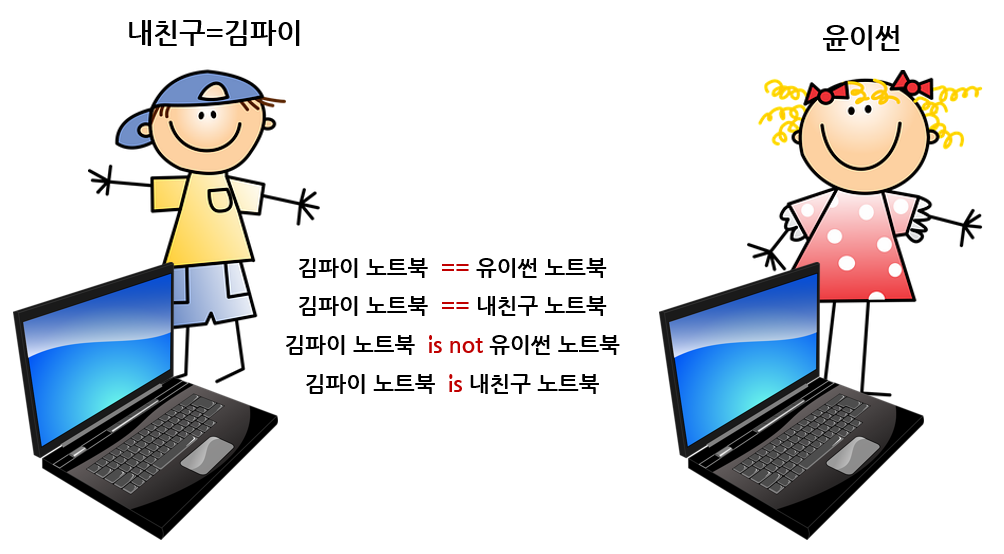 내친구=김파이
윤이썬
김파이 노트북 == 유이썬 노트북
김파이 노트북 == 내친구 노트북
김파이 노트북 is not 유이썬 노트북
김파이 노트북 is 내친구 노트북